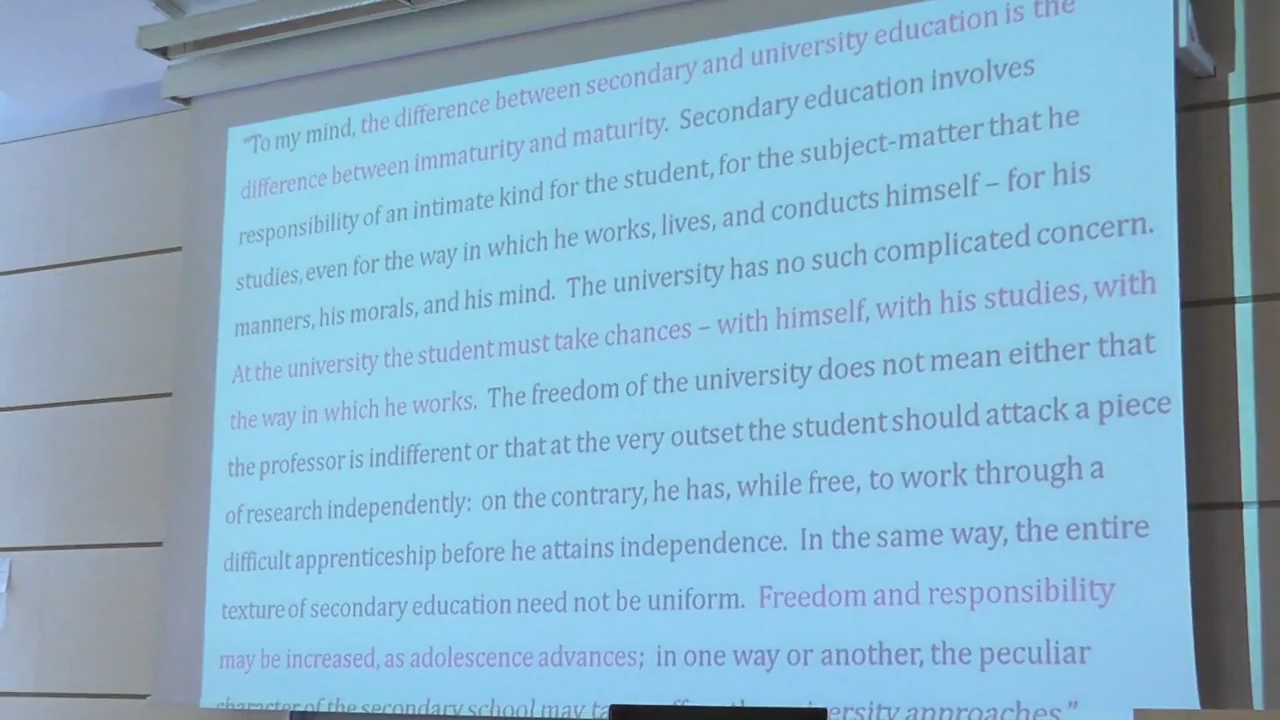 "To my mind, the difference between secondary and university education is the
difference between immaturity and maturity. Secondary education involves
responsibility of an intimate kind for the student, for the subject-matter that he
studies, even for the way in which he works, lives, and conducts himself – for his
manners, his morals, and his mind. The university has no such complicated concern.
At the university the student must take chances – with himself, with his studies, with
the way in which he works. The freedom of the university does not mean either that
the professor is indifferent or that at the very outset the student should attack a piece
of research independently: on the contrary, he has, while free, to work through a
difficult apprenticeship before he attains independence. In the same way, the entire
texture of secondary education need not be uniform. Freedom and responsibility
may be increased, as adolescence advances; in one way or another, the peculiar
character of the secondary school may approaches."